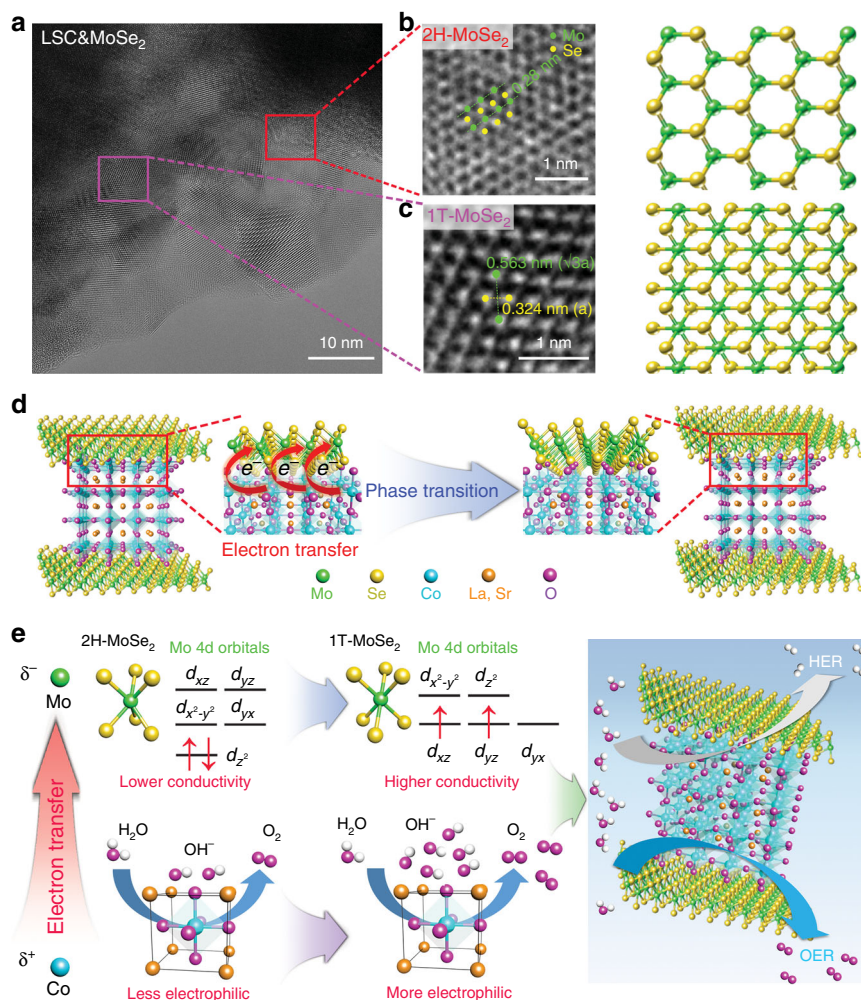 a
LSC&MoSe₂
10 nm
b
2H-MoSe₂
Mo
Se
0.29 nm
1 nm
c
1T-MoSe₂
0.563 nm (√3a)
0.324 nm (a)
1 nm
d
e⁻ e⁻ e⁻
Phase transition
Electron transfer
Mo Se Co La, Sr O
e
2H-MoSe₂ Mo 4d orbitals
δ⁻
Mo
dxz dyz
dx²-y² dyx
dz²
Lower conductivity
1T-MoSe₂ Mo 4d orbitals
dx²-y² dz²
dxz dyz dyx
Higher conductivity
Electron transfer
δ⁺
Co
H₂O OH⁻ O₂
Less electrophilic
H₂O OH⁻ O₂
More electrophilic
HER
OER